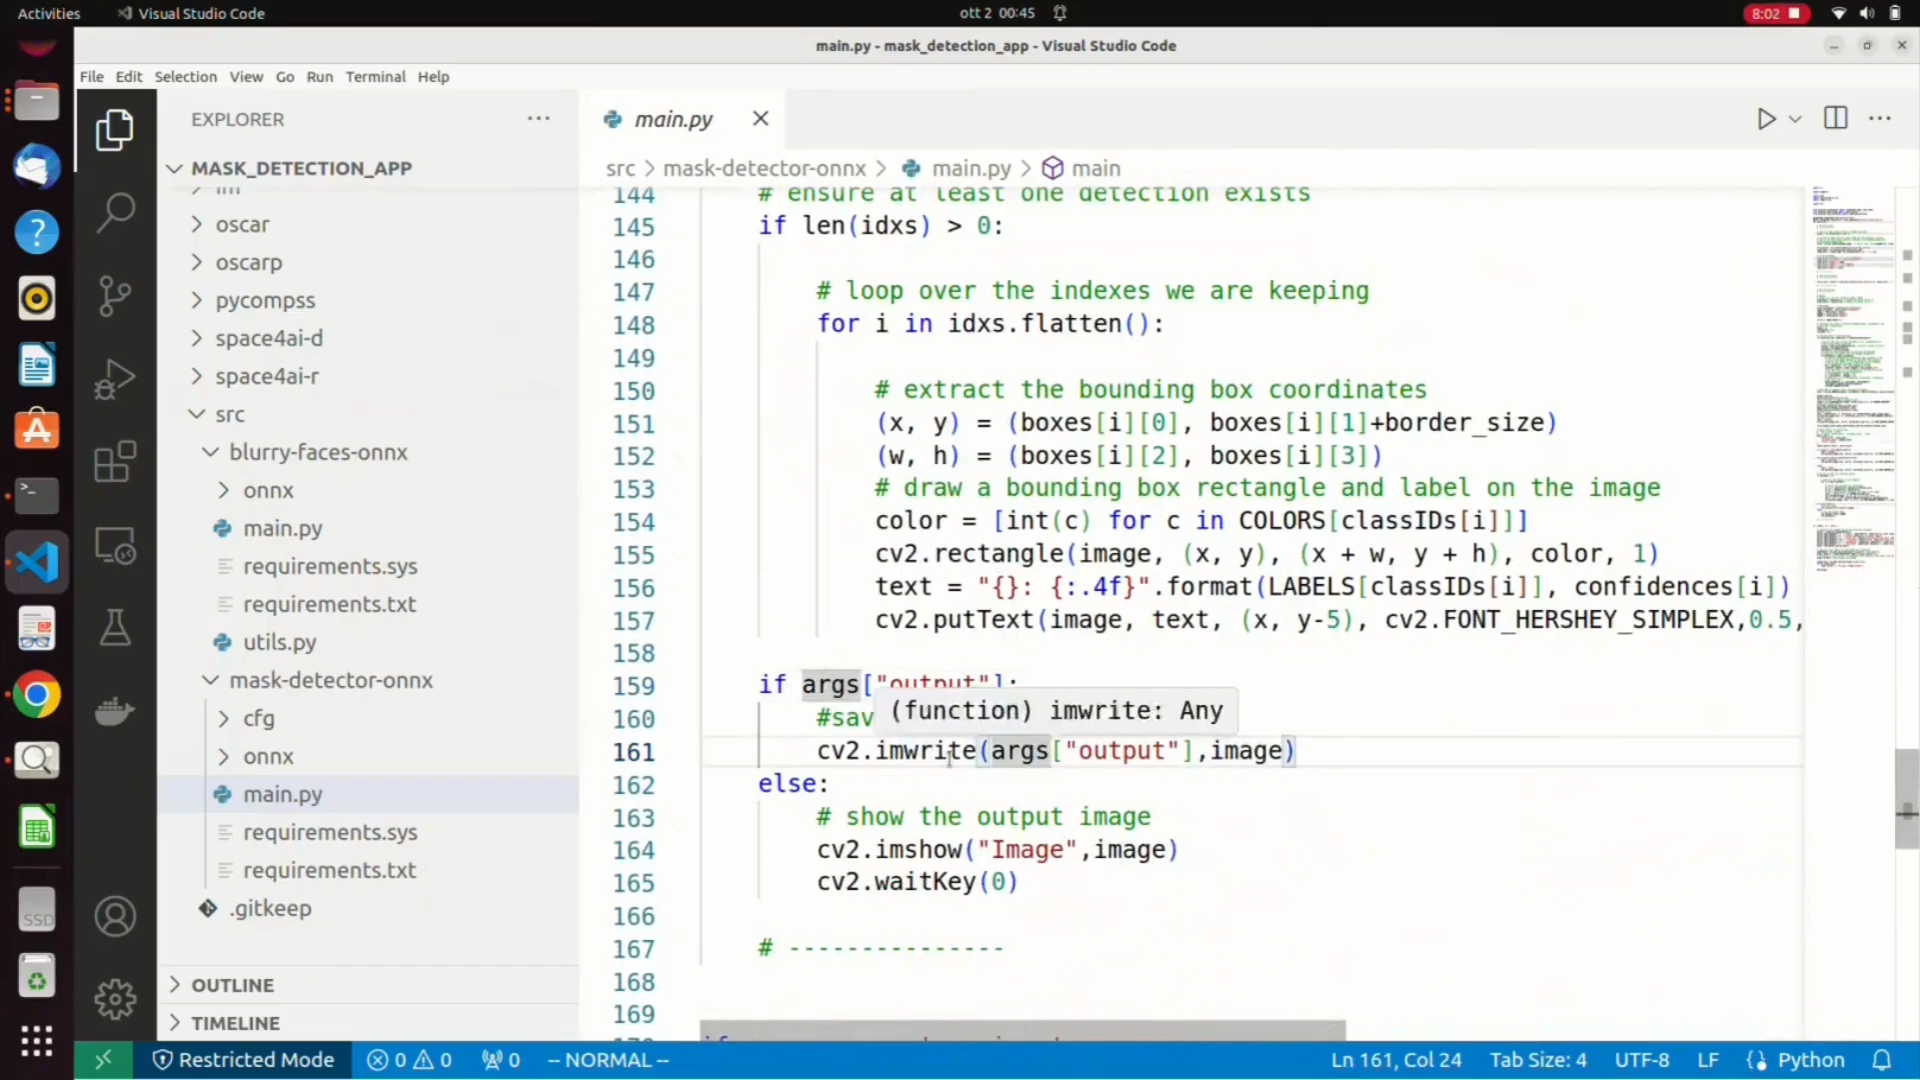 Activities
Visual Studio Code
ott 2 00:45
8:02
main.py - mask_detection_app - Visual Studio Code
File Edit Selection View Go Run Terminal Help
EXPLORER
MASK_DETECTION_APP
oscar
oscarp
pycompss
space4ai-d
space4ai-r
src
blurry-faces-onnx
onnx
main.py
requirements.sys
requirements.txt
utils.py
mask-detector-onnx
cfg
onnx
main.py
requirements.sys
requirements.txt
.gitkeep
OUTLINE
TIMELINE
main.py
src > mask-detector-onnx > main.py > main
144 # ensure at least one detection exists
145 if len(idxs) > 0:
146
147 # loop over the indexes we are keeping
148 for i in idxs.flatten():
149
150 # extract the bounding box coordinates
151 (x, y) = (boxes[i][0], boxes[i][1]+border_size)
152 (w, h) = (boxes[i][2], boxes[i][3])
153 # draw a bounding box rectangle and label on the image
154 color = [int(c) for c in COLORS[classIDs[i]]]
155 cv2.rectangle(image, (x, y), (x + w, y + h), color, 1)
156 text = "{}: {:.4f}".format(LABELS[classIDs[i]], confidences[i])
157 cv2.putText(image, text, (x, y-5), cv2.FONT_HERSHEY_SIMPLEX,0.5,
158
159 if args["output"]:
(function) imwrite: Any
160 #sav
161 cv2.imwrite(args["output"],image)
162 else:
163 # show the output image
164 cv2.imshow("Image",image)
165 cv2.waitKey(0)
166
167 # ---------------
168
169
SSD
Restricted Mode
0 0
0
-- NORMAL --
Ln 161, Col 24
Tab Size: 4
UTF-8
LF
Python